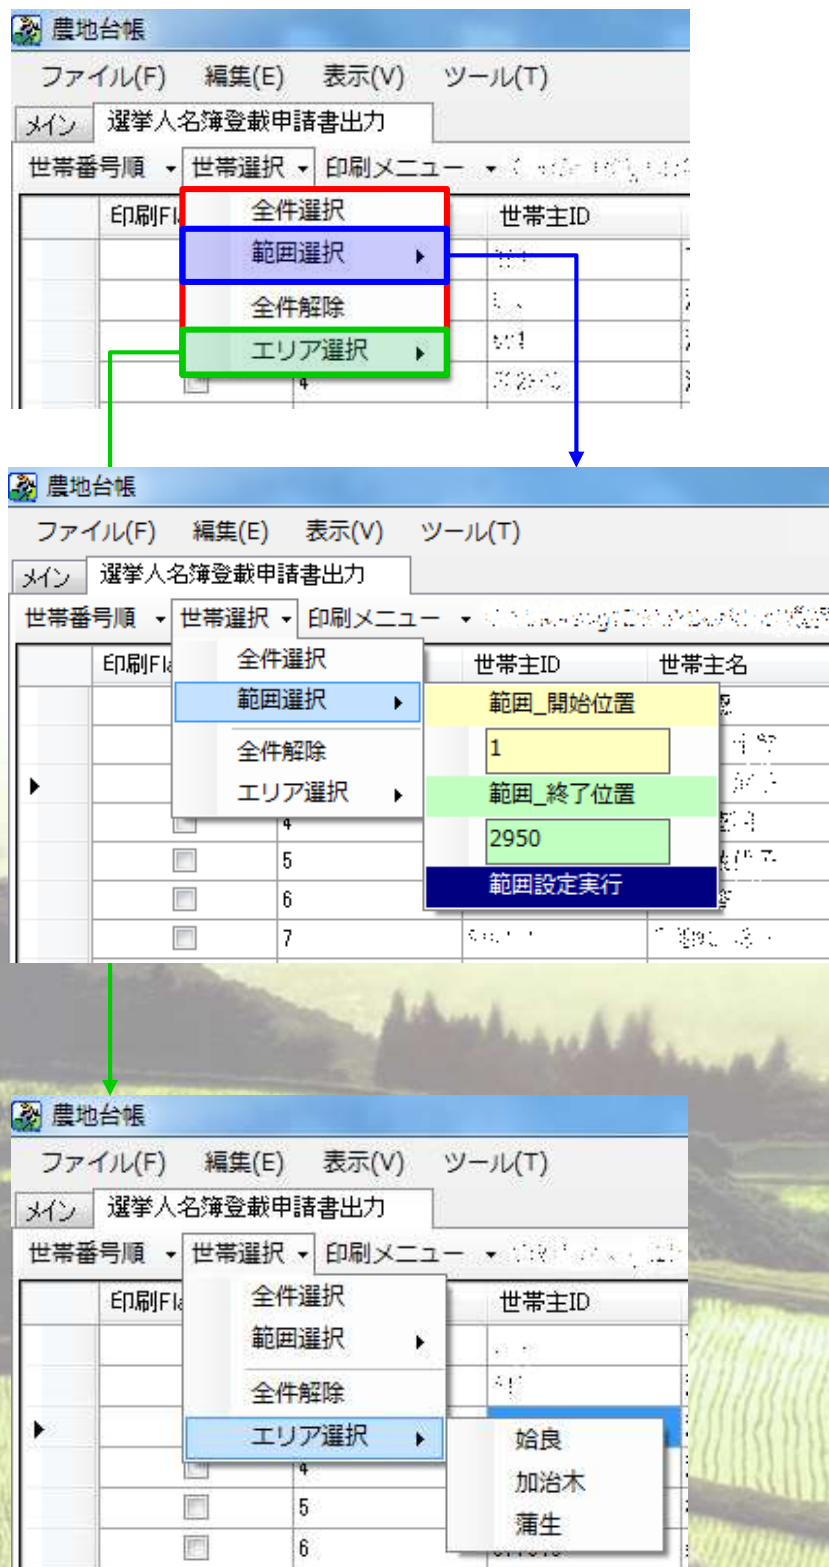 農地台帳
ファイル(F) 編集(E) 表示(V) ツール(T)
メイン 選挙人名簿登載申請書出力
世帯番号順 世帯選択 印刷メニュー
印刷Fl 世帯主ID
全件選択
範囲選択
全件解除
エリア選択
4
農地台帳
ファイル(F) 編集(E) 表示(V) ツール(T)
メイン 選挙人名簿登載申請書出力
世帯番号順 世帯選択 印刷メニュー
印刷Fla 世帯主ID 世帯主名
全件選択
範囲選択 範囲_開始位置
全件解除 1
エリア選択 範囲_終了位置
4 2950
5
範囲設定実行
6
7
農地台帳
ファイル(F) 編集(E) 表示(V) ツール(T)
メイン 選挙人名簿登載申請書出力
世帯番号順 世帯選択 印刷メニュー
印刷Fla 世帯主ID
全件選択
範囲選択
全件解除
エリア選択 姶良
4 加治木
5 蒲生
6